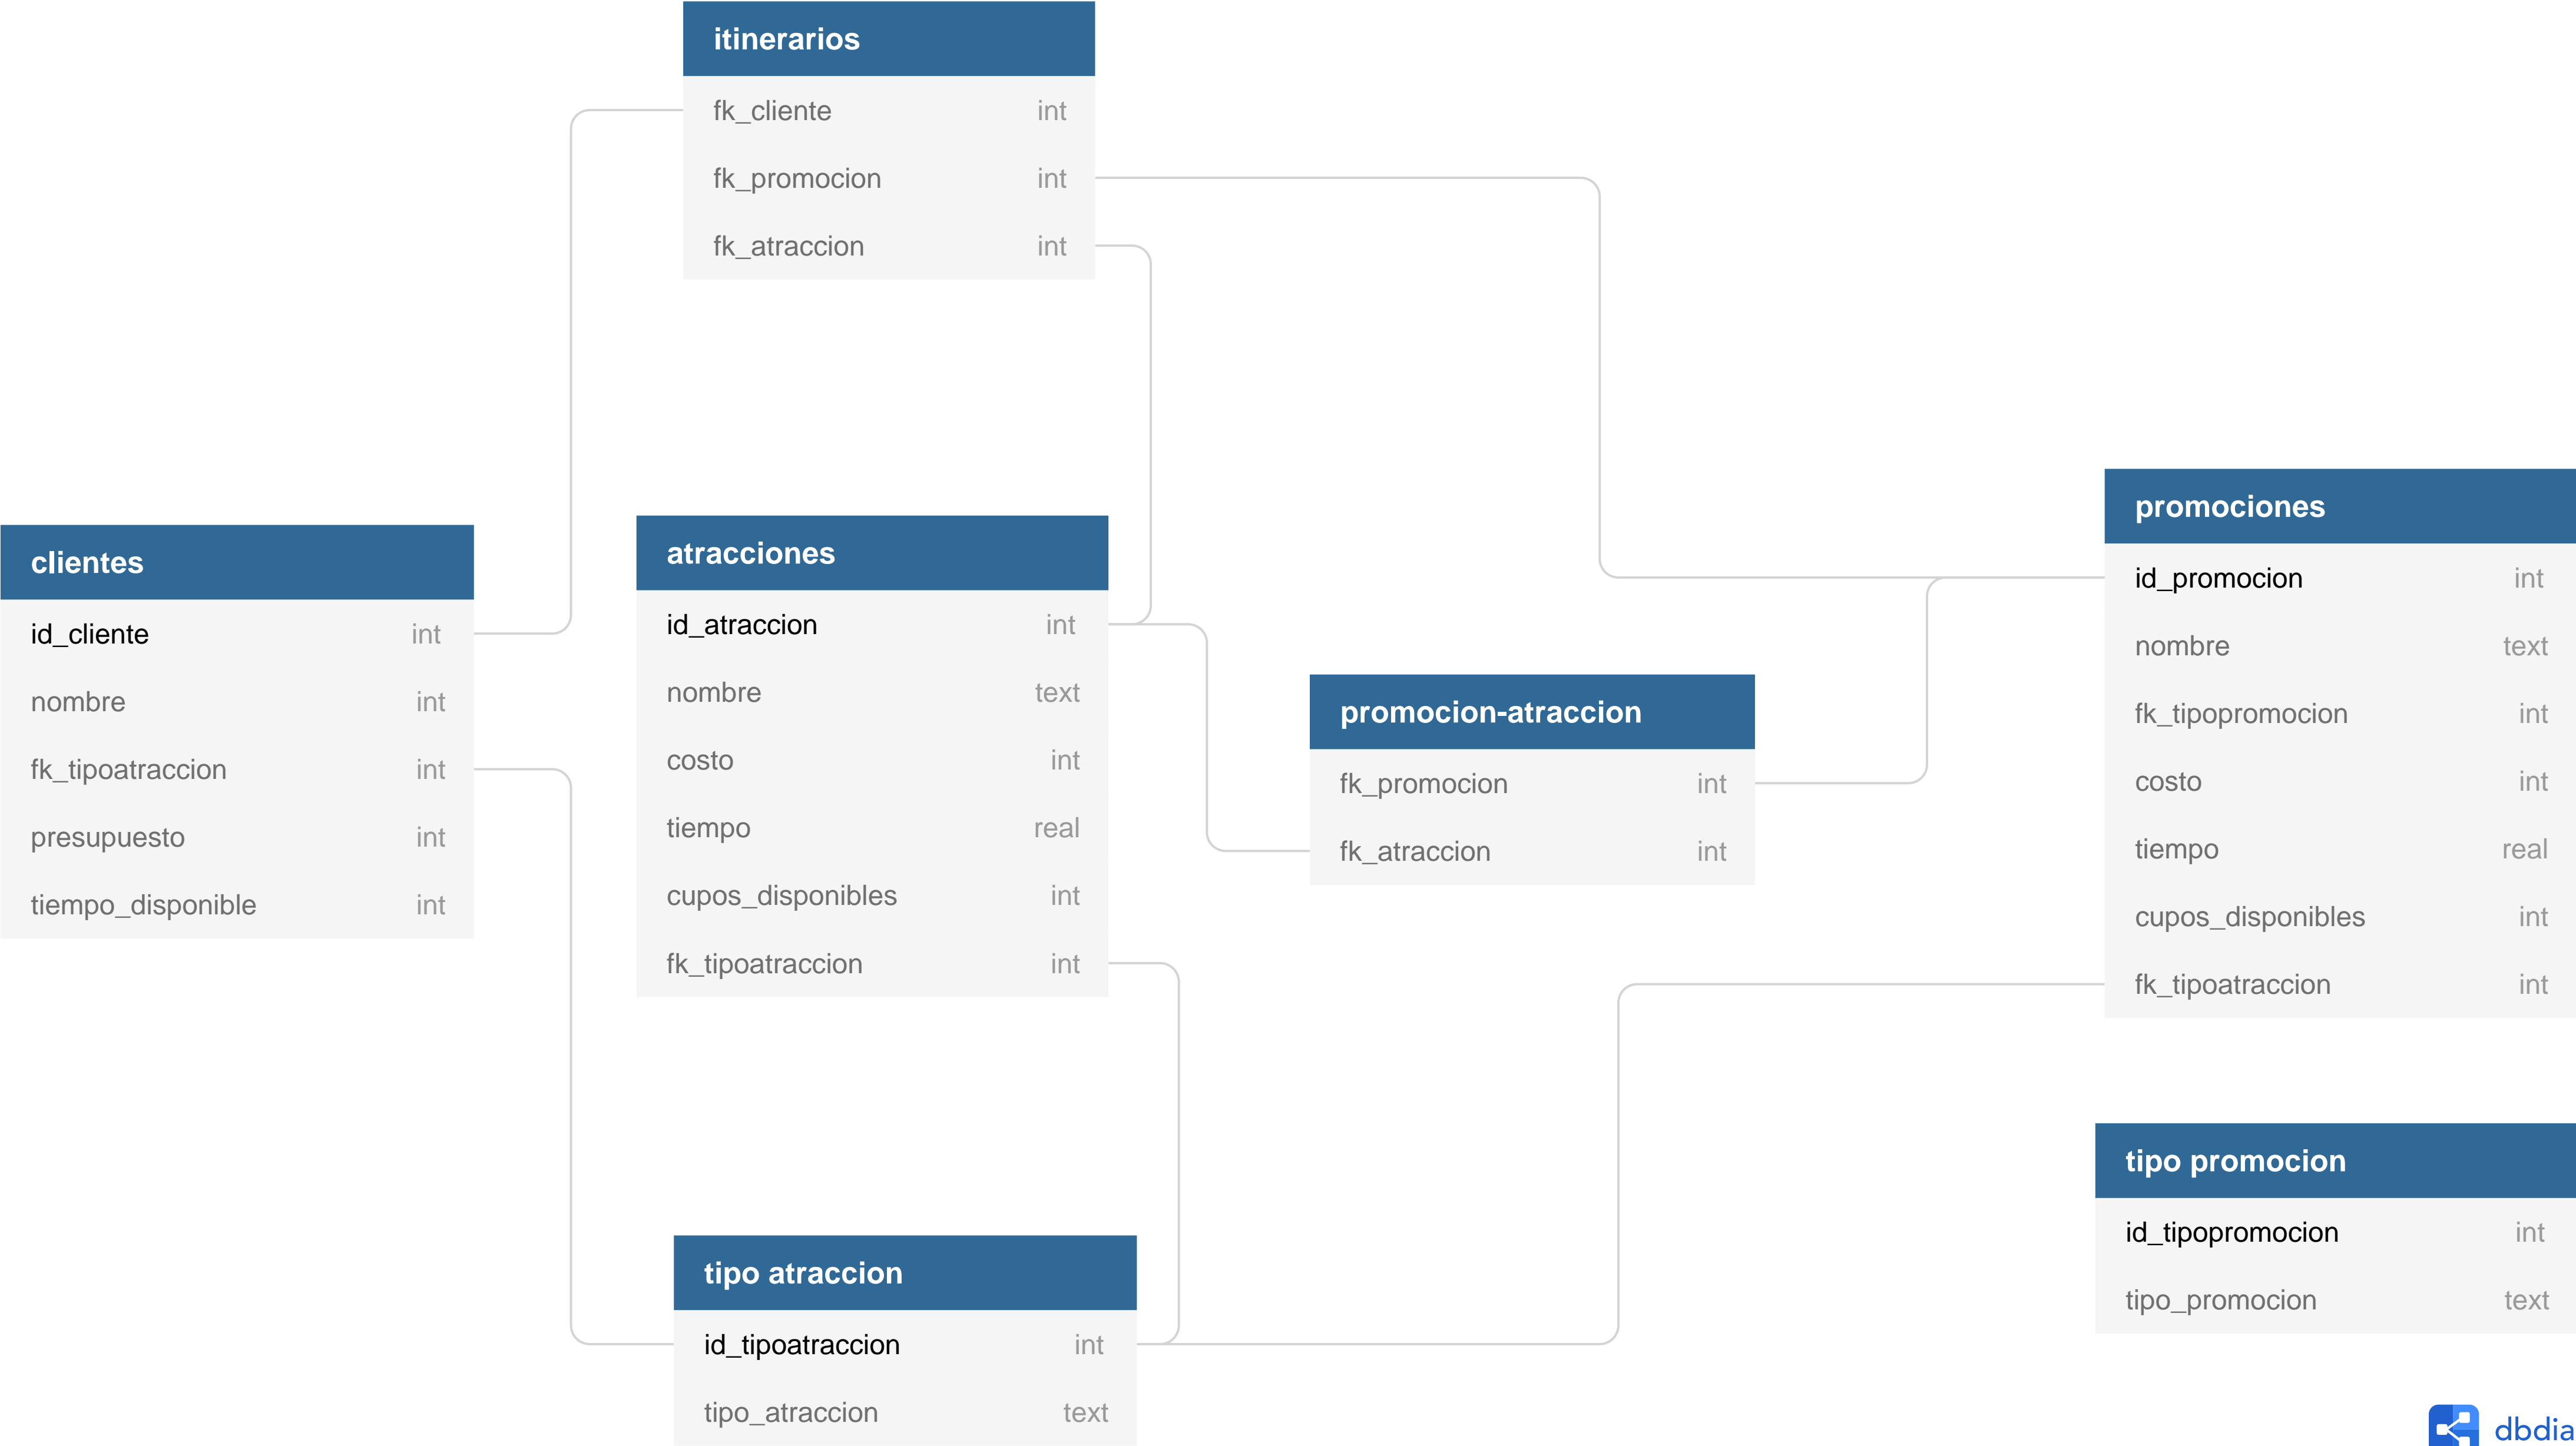 itinerarios
fk_cliente int
fk_promocion int
fk_atraccion int
clientes
id_cliente int
nombre int
fk_tipoatraccion int
presupuesto int
tiempo_disponible int
atracciones
id_atraccion int
nombre text
costo int
tiempo real
cupos_disponibles int
fk_tipoatraccion int
promocion-atraccion
fk_promocion int
fk_atraccion int
promociones
id_promocion int
nombre text
fk_tipopromocion int
costo int
tiempo real
cupos_disponibles int
fk_tipoatraccion int
tipo atraccion
id_tipoatraccion int
tipo_atraccion text
tipo promocion
id_tipopromocion int
tipo_promocion text
dbdia